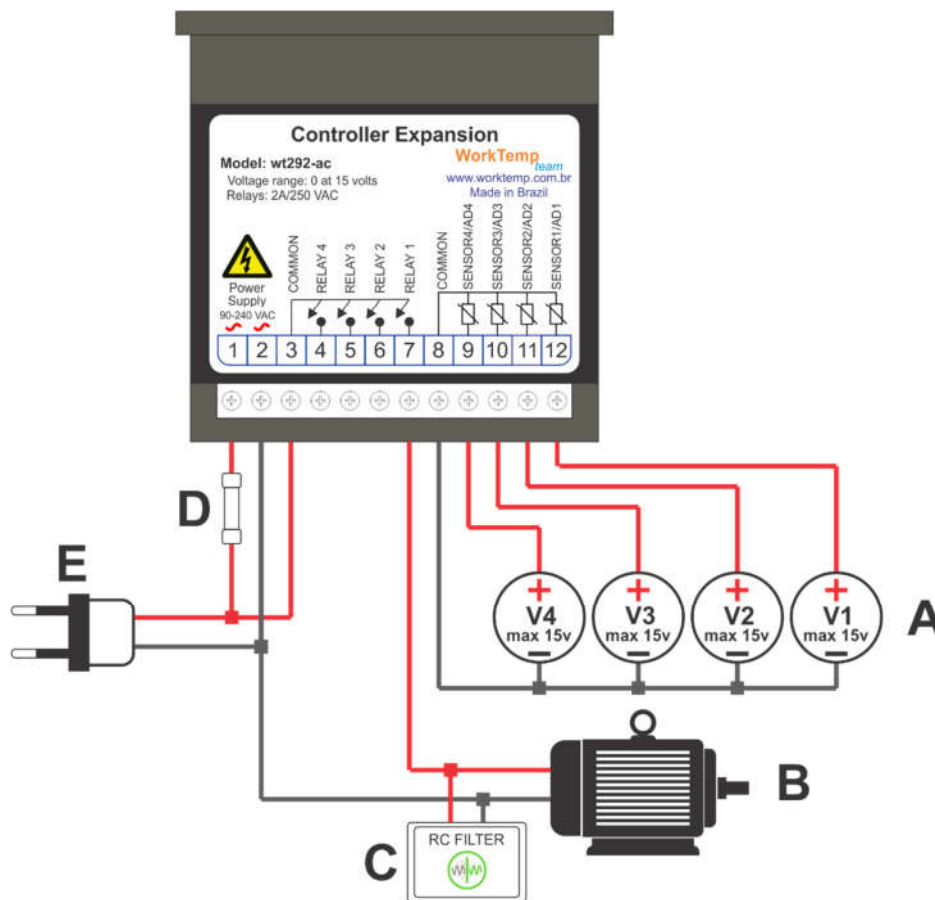 Controller Expansion
Model: wt292-ac
Voltage range: 0 at 15 volts
Relays: 2A/250 VAC
WorkTemp
team
www.worktemp.com.br
Made in Brazil
Power
Supply
90-240 VAC
COMMON
RELAY 4
RELAY 3
RELAY 2
RELAY 1
COMMON
SENSOR4/AD4
SENSOR3/AD3
SENSOR2/AD2
SENSOR1/AD1
1 2 3 4 5 6 7 8 9 10 11 12
D
E
+ + + +
V4 V3 V2 V1
max 15v max 15v max 15v max 15v
A
B
C
RC FILTER